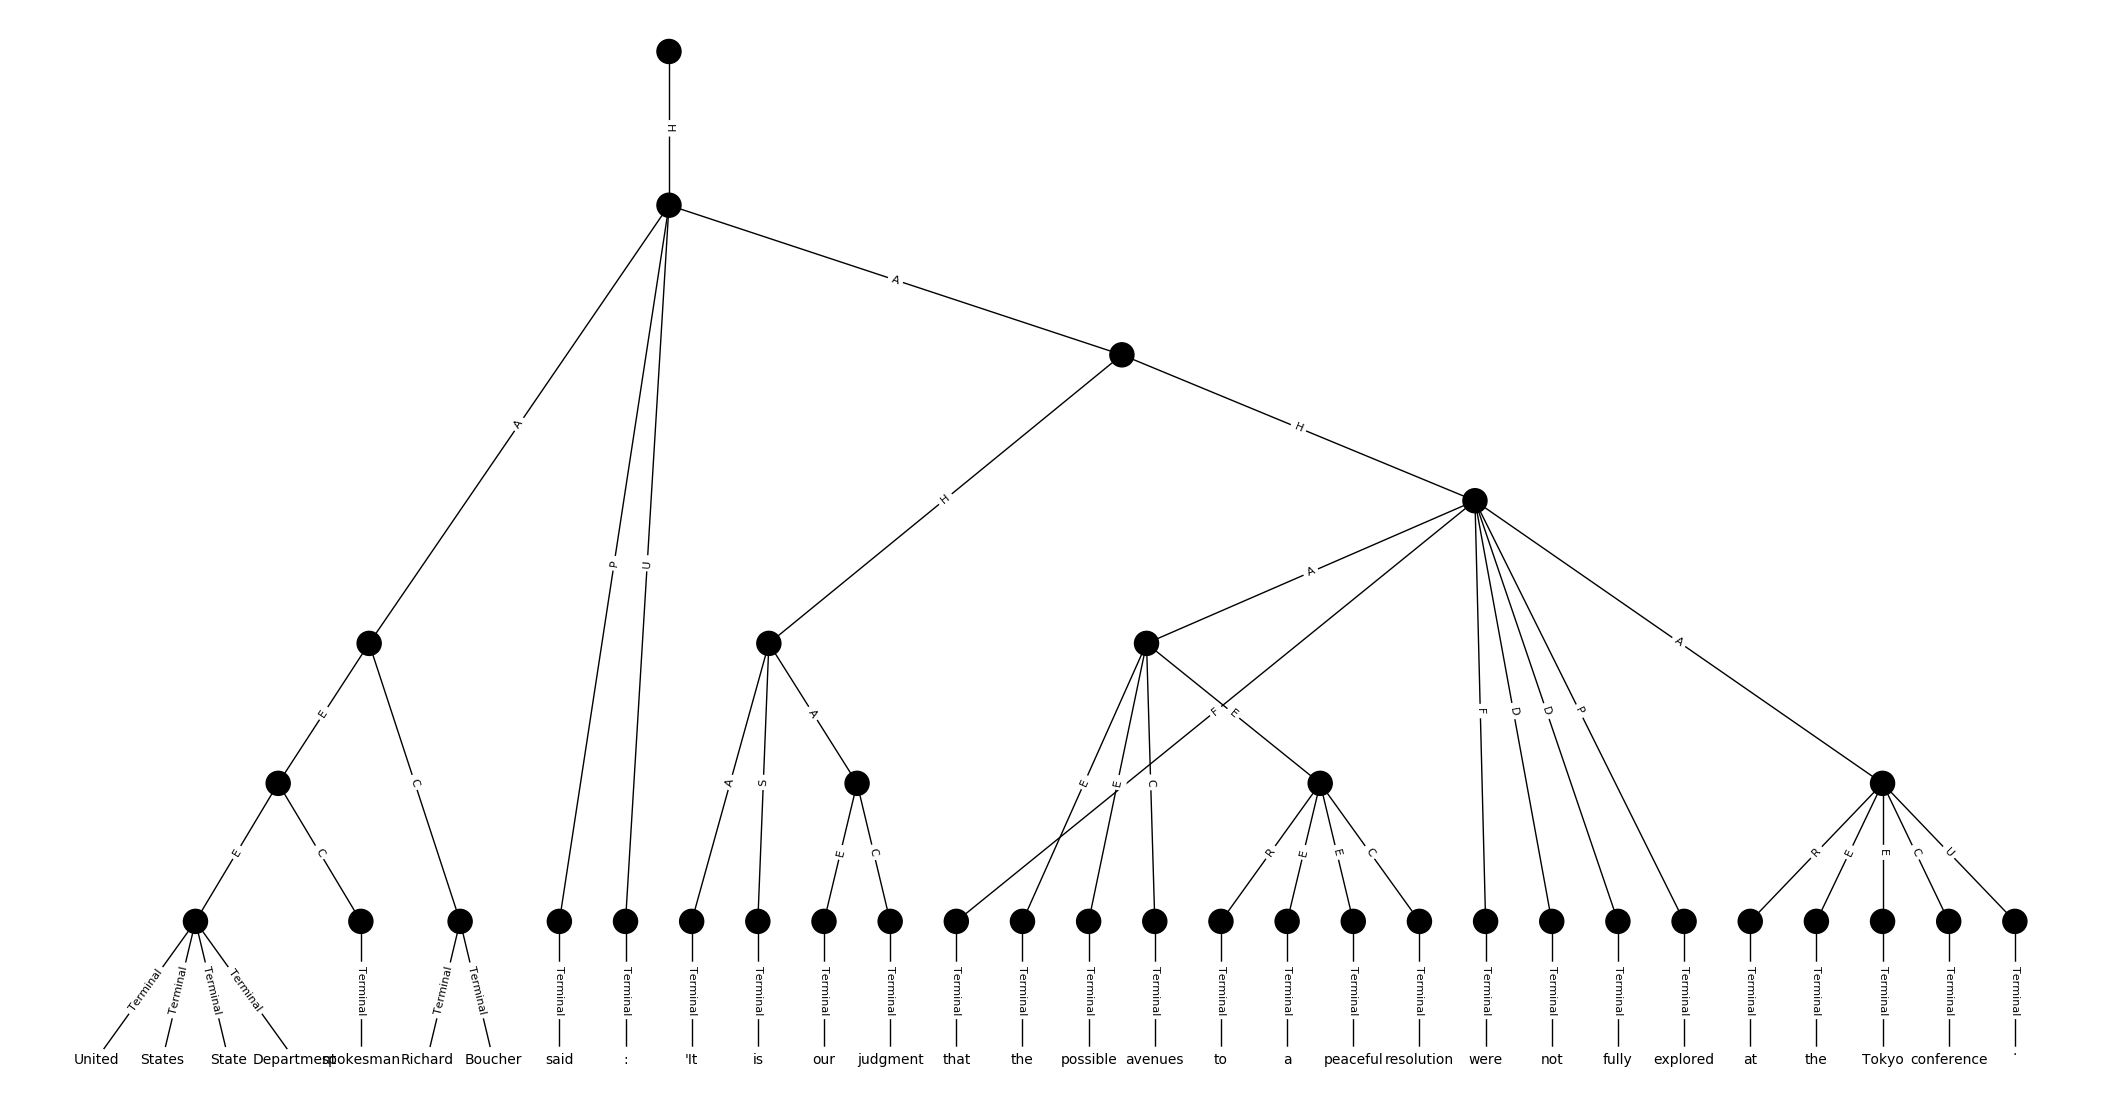 H
A
A
H
H
P U
A
A
E
A
F E
F D D P
C
A S
E E C
E C
E C
R E E C
R E E C U
Terminal Terminal Terminal Terminal Terminal Terminal Terminal Terminal Terminal Terminal Terminal Terminal Terminal Terminal Terminal Terminal Terminal Terminal Terminal Terminal Terminal Terminal Terminal Terminal Terminal Terminal Terminal Terminal Terminal Terminal
United States State Department spokesman Richard Boucher said : 'It is our judgment that the possible avenues to a peaceful resolution were not fully explored at the Tokyo conference .